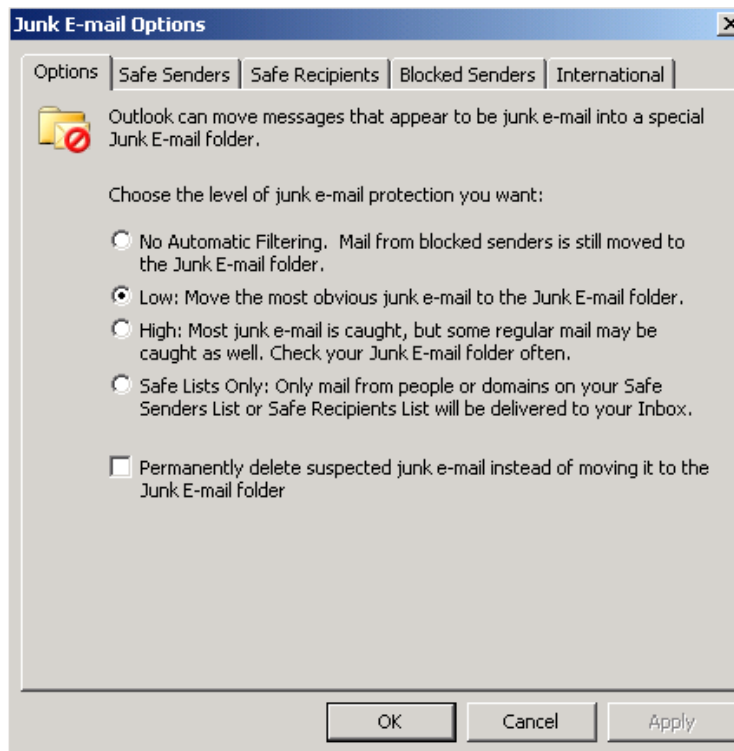 Junk E-mail Options
Options
Safe Senders
Safe Recipients
Blocked Senders
International
Outlook can move messages that appear to be junk e-mail into a special
Junk E-mail folder.
Choose the level of junk e-mail protection you want:
No Automatic Filtering.  Mail from blocked senders is still moved to
the Junk E-mail folder.
Low: Move the most obvious junk e-mail to the Junk E-mail folder.
High: Most junk e-mail is caught, but some regular mail may be
caught as well. Check your Junk E-mail folder often.
Safe Lists Only: Only mail from people or domains on your Safe
Senders List or Safe Recipients List will be delivered to your Inbox.
Permanently delete suspected junk e-mail instead of moving it to the
Junk E-mail folder
OK
Cancel
Apply